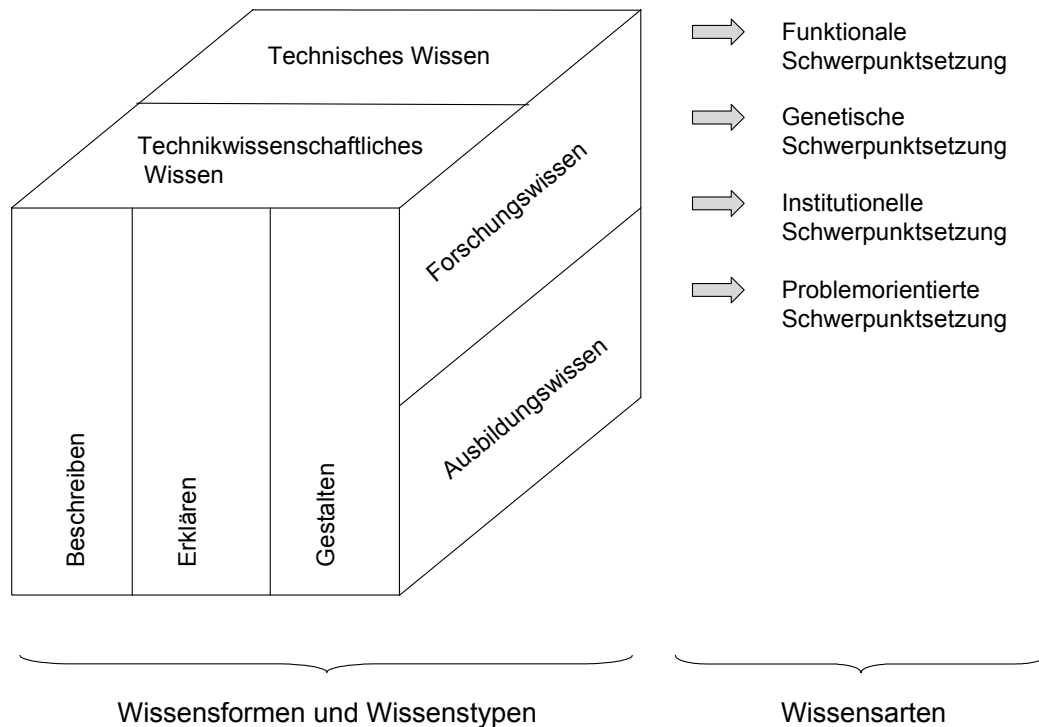 Technisches Wissen
Technikwissenschaftliches
Wissen
Forschungswissen
Ausbildungswissen
Beschreiben
Erklären
Gestalten
Funktionale
Schwerpunktsetzung
Genetische
Schwerpunktsetzung
Institutionelle
Schwerpunktsetzung
Problemorientierte
Schwerpunktsetzung
Wissensformen und Wissenstypen
Wissensarten